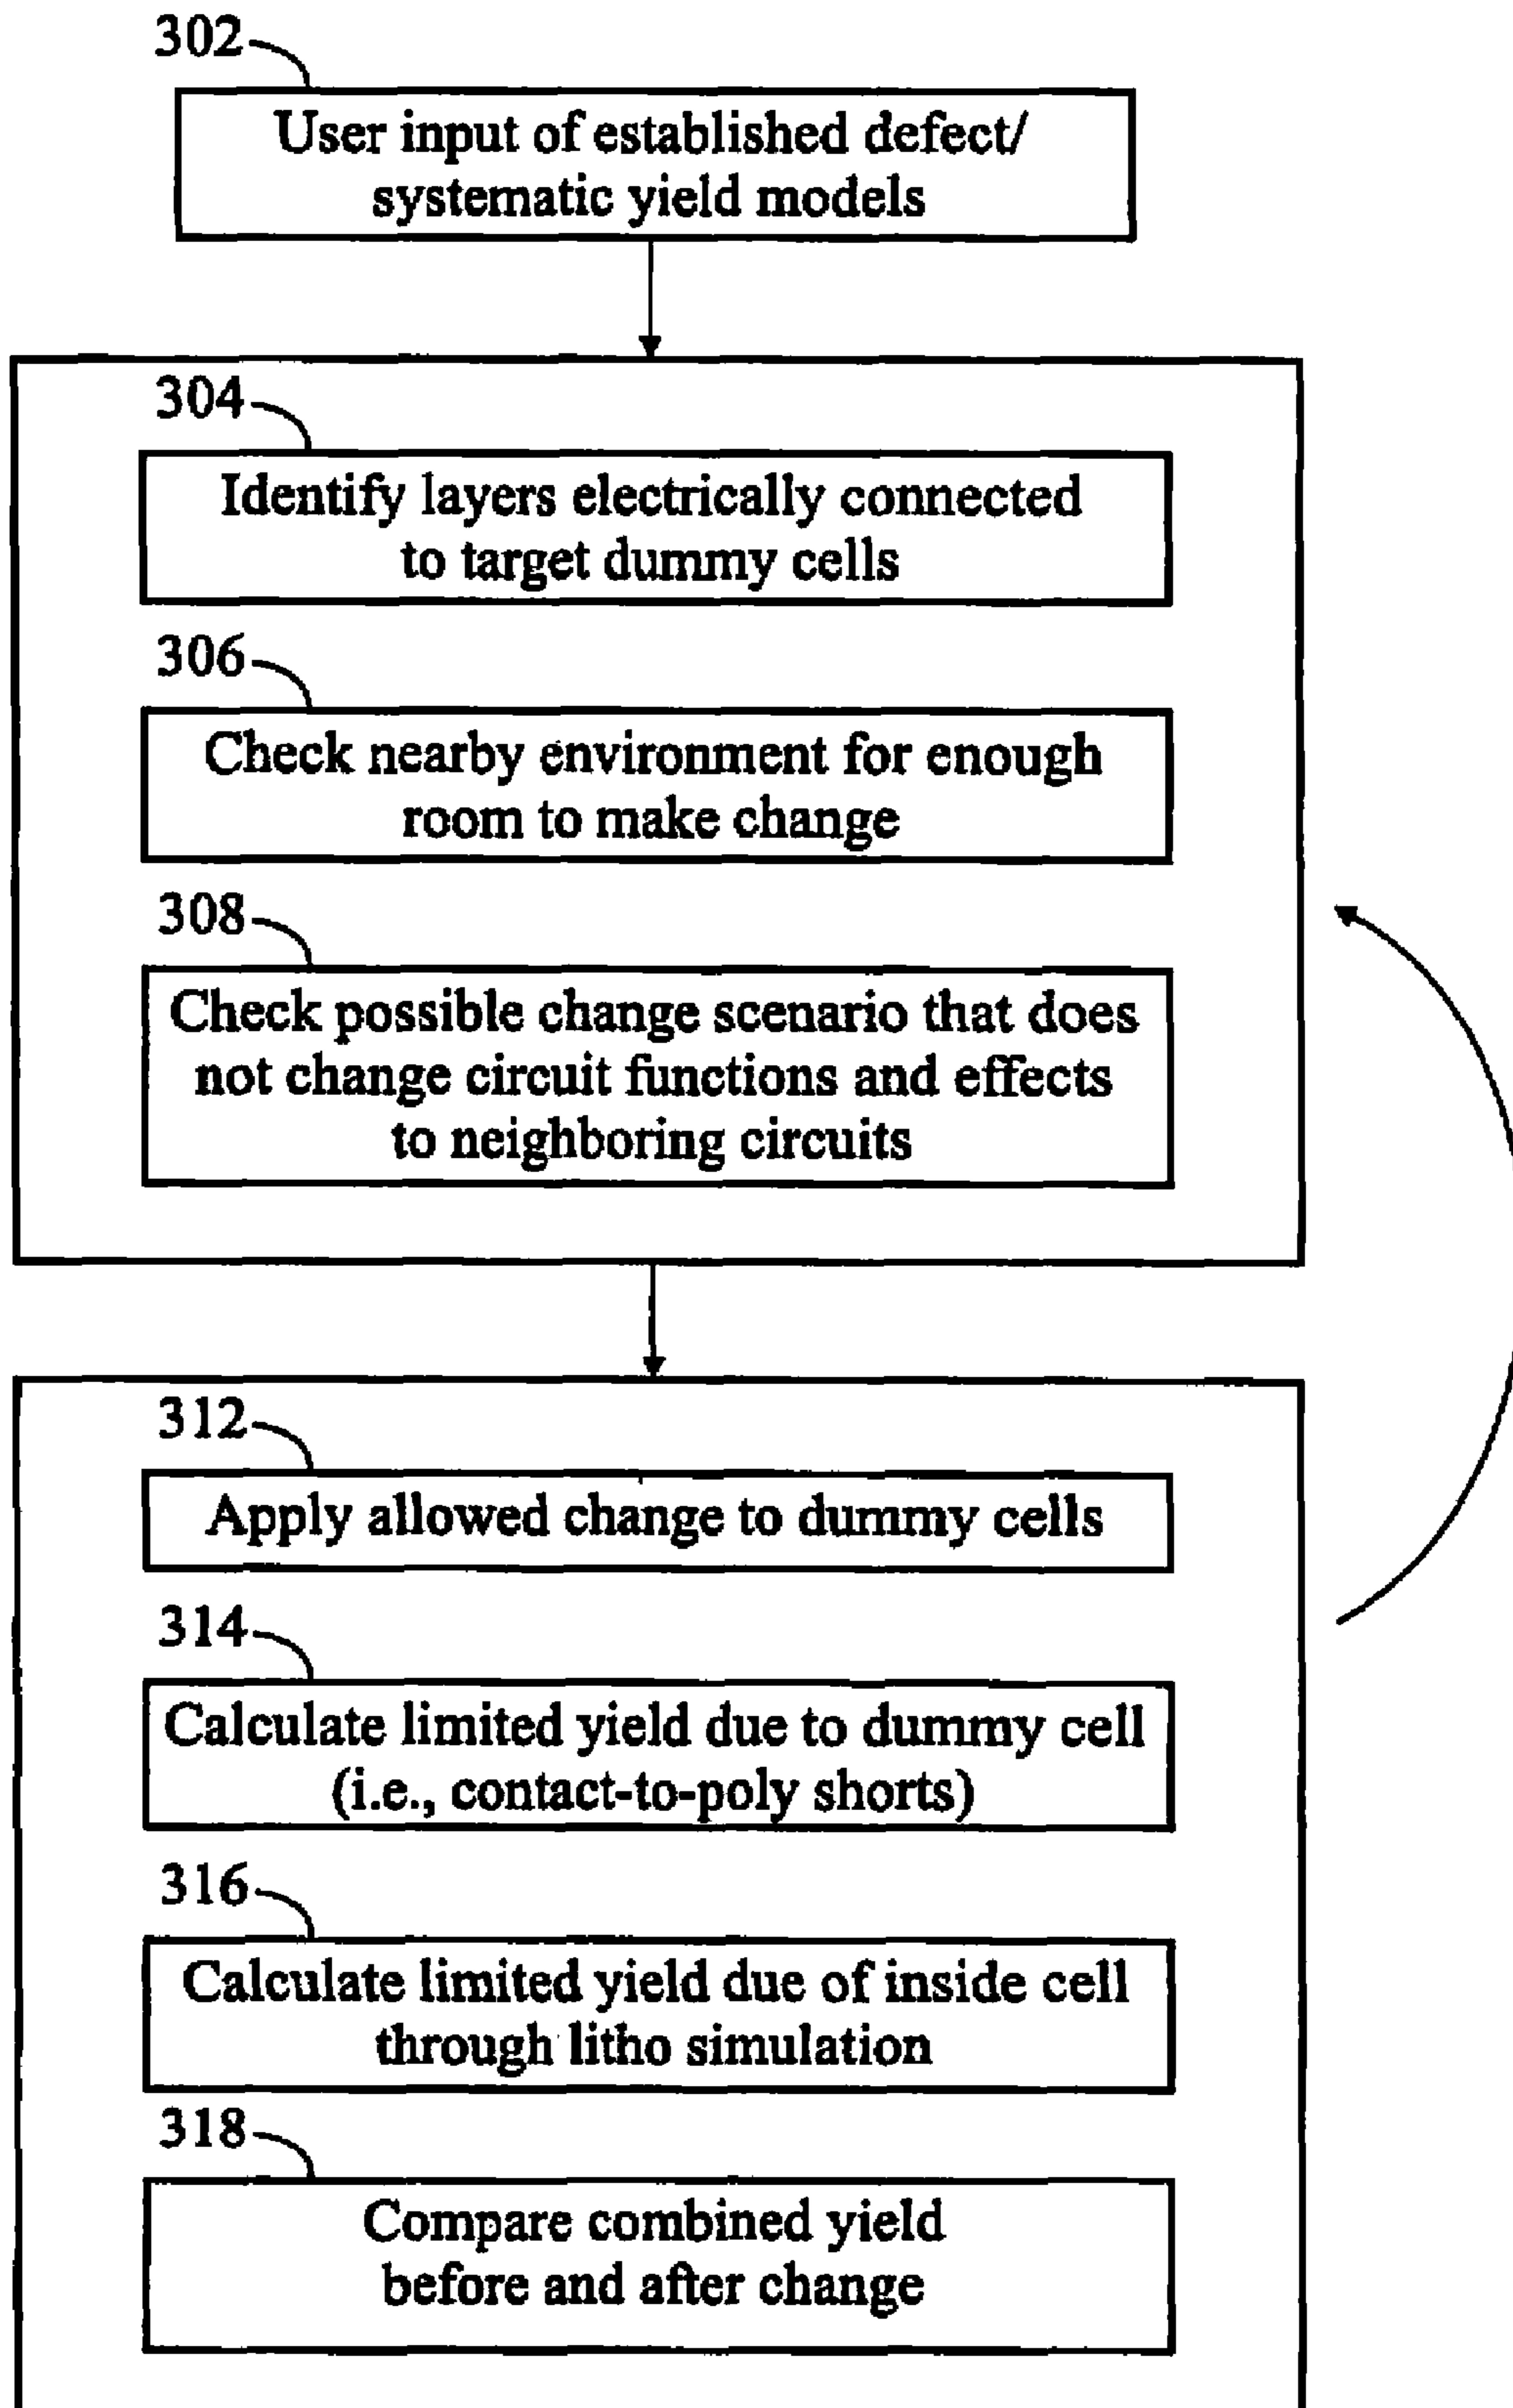 302
User input of established defect/
systematic yield models
304
Identify layers electrically connected
to target dummy cells
306
Check nearby environment for enough
room to make change
308
Check possible change scenario that does
not change circuit functions and effects
to neighboring circuits
312
Apply allowed change to dummy cells
314
Calculate limited yield due to dummy cell
(i.e., contact-to-poly shorts)
316
Calculate limited yield due of inside cell
through litho simulation
318
Compare combined yield
before and after change